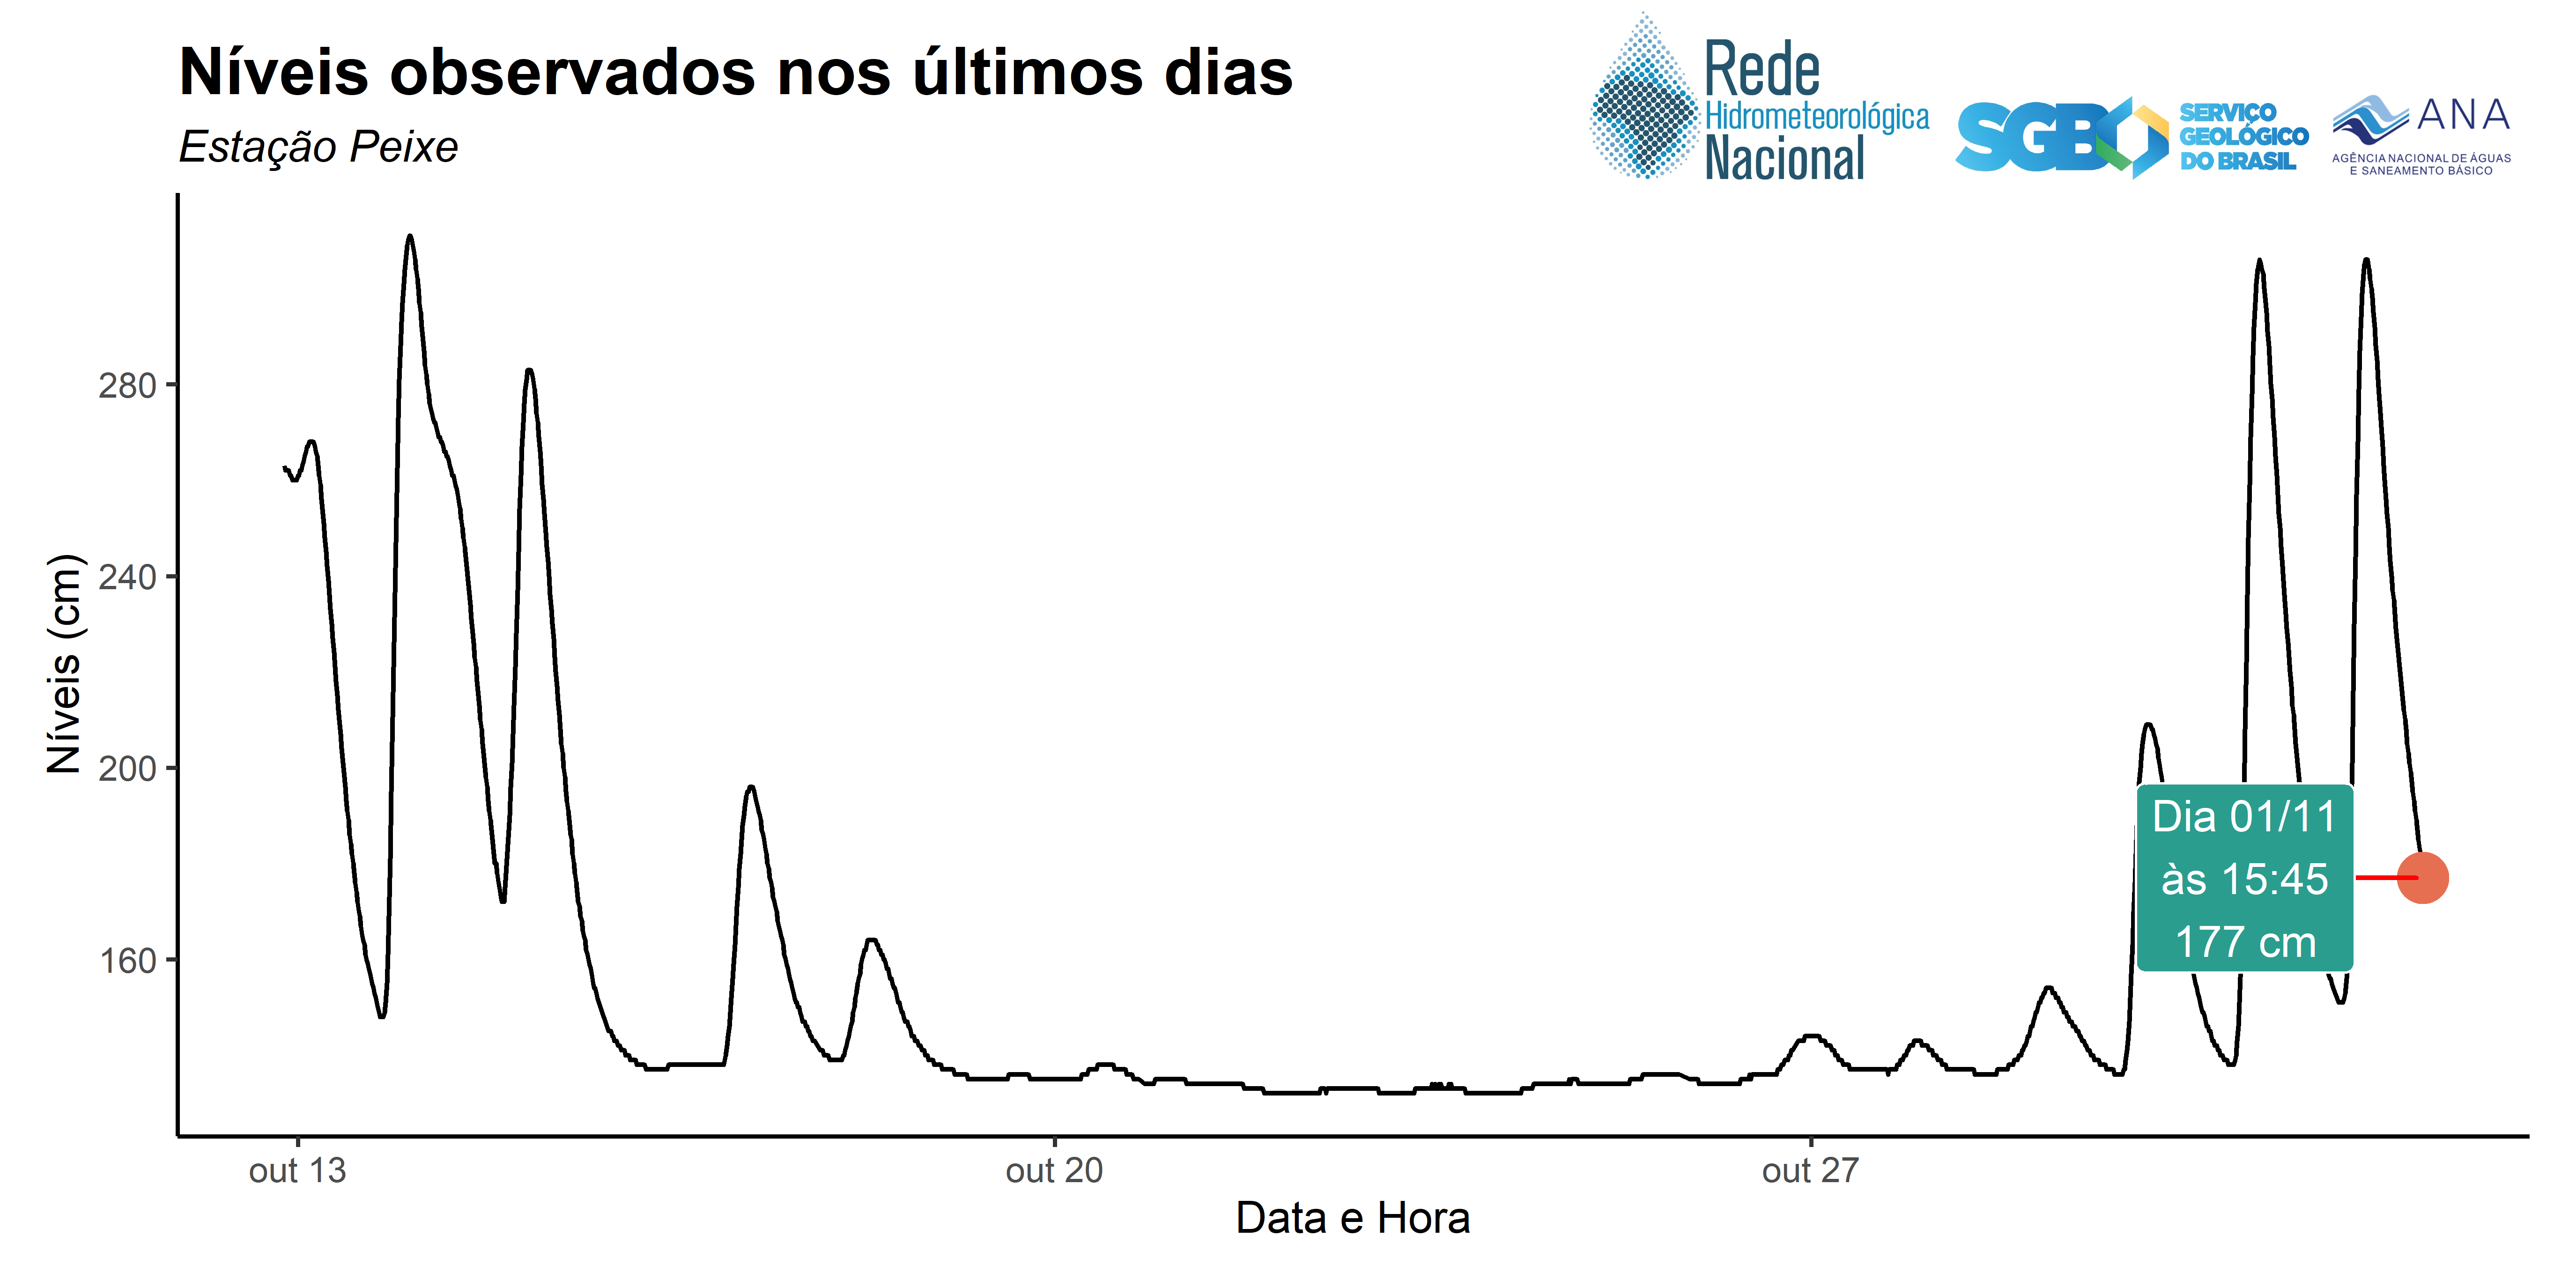 Níveis observados nos últimos dias
Estação Peixe
Rede
Hidrometeorológica
Nacional
SGB
SERVIÇO
GEOLÓGICO
DO BRASIL
ANA
AGÊNCIA NACIONAL DE ÁGUAS
E SANEAMENTO BÁSICO
Níveis (cm)
280
240
200
160
Dia 01/11
às 15:45
177 cm
out 13
out 20
out 27
Data e Hora